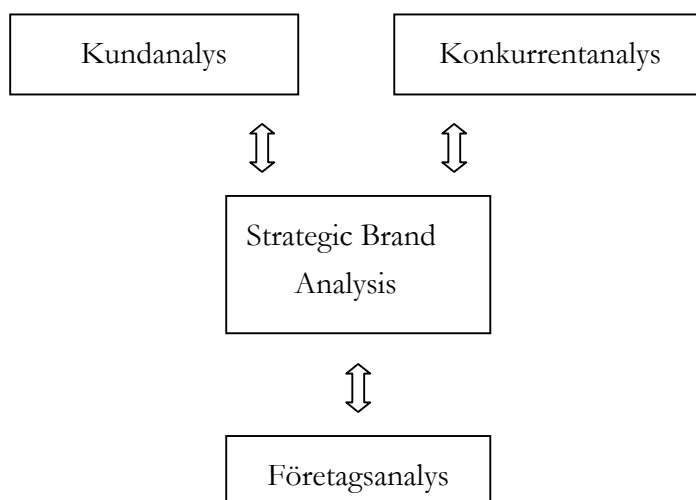 Kundanalys
Konkurrentanalys
Strategic Brand
Analysis
Företagsanalys